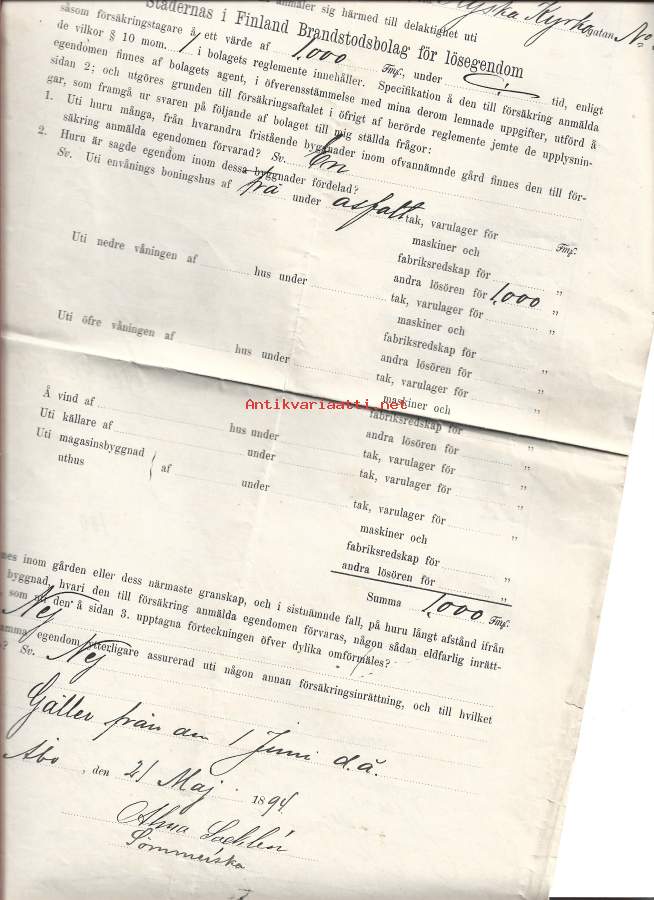 anmäler sig härmed till delaktighet uti
Kyrkogatan No
Städernas i Finland Brandstodsbolag för lösegendom
såsom försäkringstagare å ett värde af 1,000 Fmf., under tid, enligt
de vilkor § 10 mom. 1 i bolagets reglemente innehåller. Specifikation å den till försäkring anmälda
egendomen finnes af bolagets agent, i öfverensstämmelse med mina derom lemnade uppgifter, utförd å
sidan 2; och utgöres grunden till försäkringsaftalet i öfrigt af berörde reglemente jemte de upplysnin-
gar, som framgå ur svaren på följande af bolaget till mig ställda frågor:
1. Uti huru många, från hvarandra fristående byggnader inom ofvannämde gård finnes den till för-
säkring anmälda egendomen förvarad? Sv. En
2. Huru är sagde egendom inom dessa byggnader fördelad?
Sv. Uti envånings boningshus af trä under asfalt tak, varulager för Fmf.
maskiner och
fabriksredskap för „
andra lösören för 1,000 „
Uti nedre våningen af hus under tak, varulager för „
maskiner och
fabriksredskap för „
andra lösören för „
Uti öfre våningen af hus under tak, varulager för „
maskiner och
fabriksredskap för „
andra lösören för „
Å vind af hus under tak, varulager för „
Uti källare af under tak, varulager för „
Uti magasinsbyggnad
uthus af under tak, varulager för „
maskiner och
fabriksredskap för „
andra lösören för „
Summa 1,000 Fmf.
nes inom gården eller dess närmaste granskap, och i sistnämnde fall, på huru långt afstånd ifrån
byggnad, hvari den till försäkring anmälda egendomen förvaras, någon sådan eldfarlig inrätt-
som uti den å sidan 3. upptagna förteckningen öfver dylika omförmäles?
Nej
amma egendom ytterligare assurerad uti någon annan försäkringsinrättning, och till hvilket
? Sv. Nej
Gäller från den 1 Juni d.å.
Åbo, den 21 Maj 1894
Alma
Antikvariaatti.net